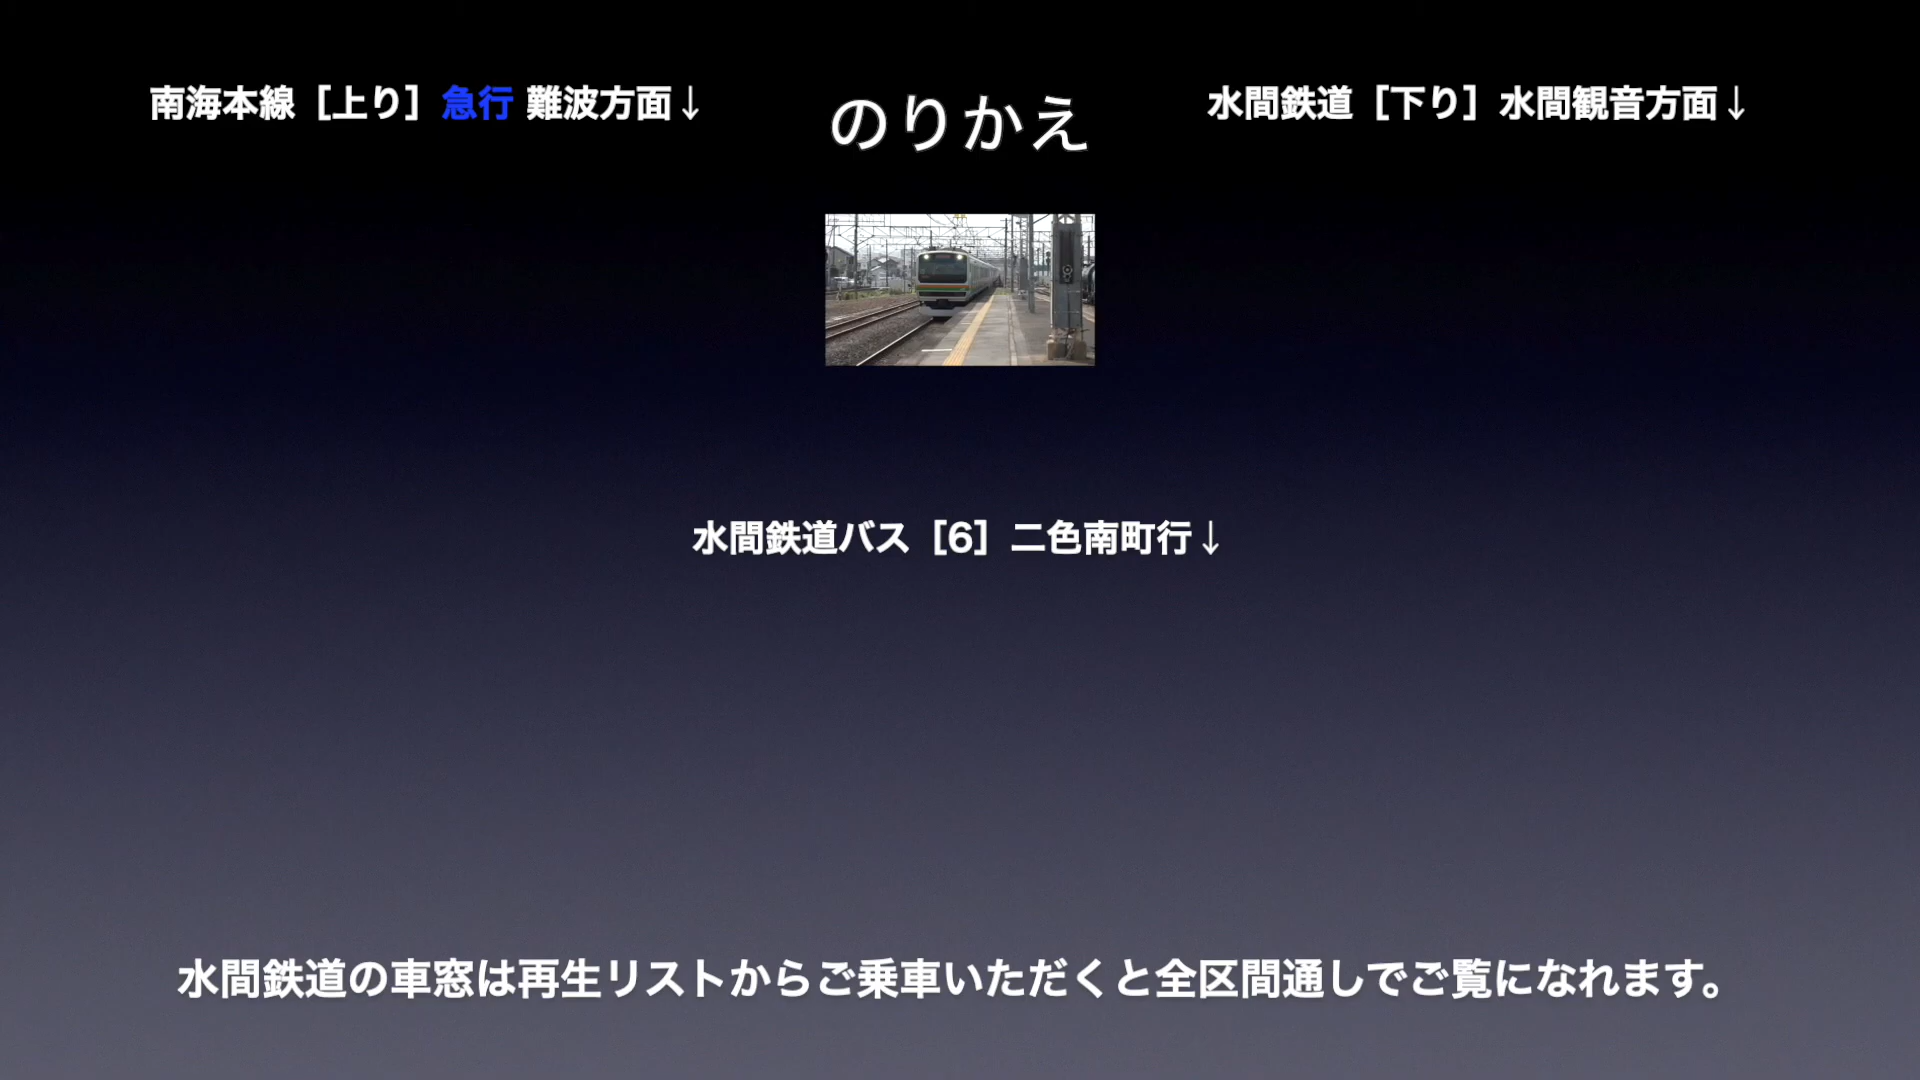 南海本線［上り］急行 難波方面↓
のりかえ
水間鉄道［下り］水間観音方面↓
水間鉄道バス［6］二色南町行↓
水間鉄道の車窓は再生リストからご乗車いただくと全区間通しでご覧になれます。